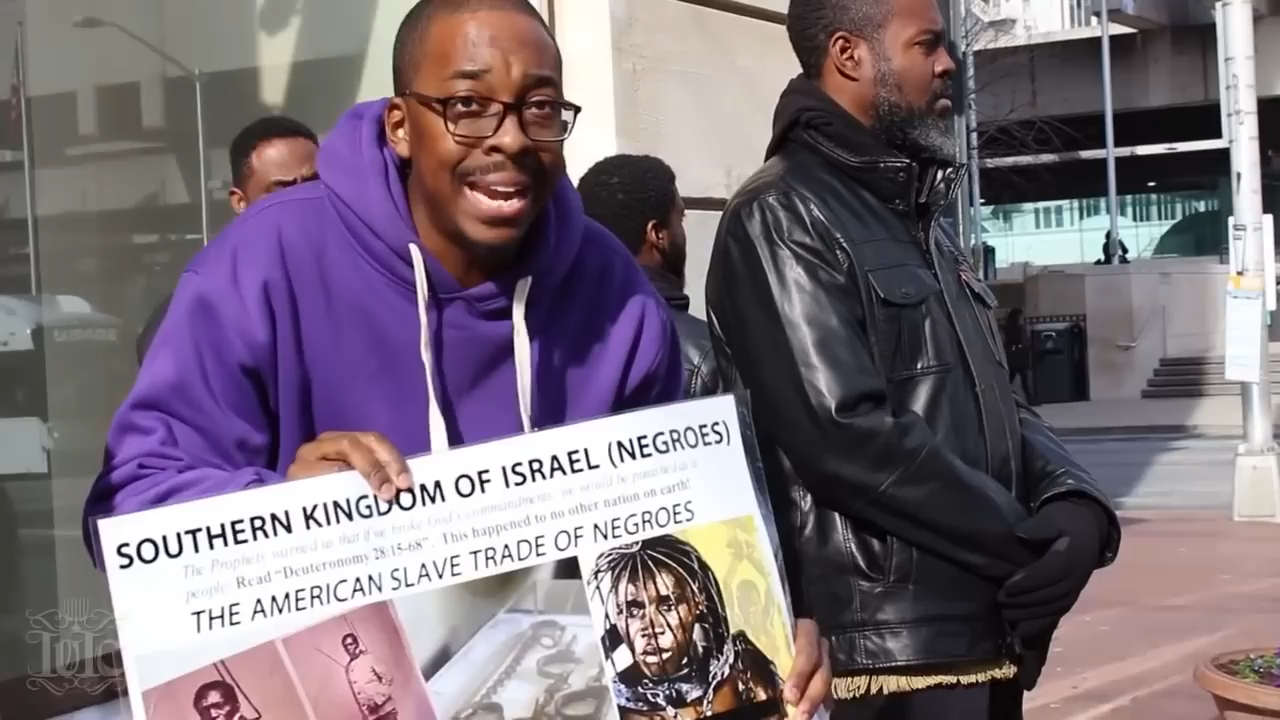 SOUTHERN KINGDOM OF ISRAEL (NEGROES)
The Prophets warned us that if we broke God's commandments, we would be punished as a
people. Read "Deuteronomy 28:15-68". This happened to no other nation on earth!
THE AMERICAN SLAVE TRADE OF NEGROES
IUIC